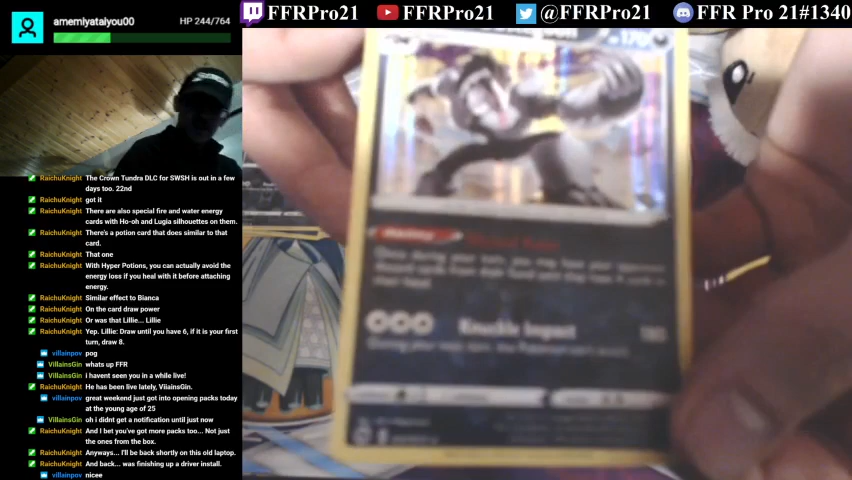 amemiyataiyou00
HP 244/764
FFRPro21
FFRPro21
@FFRPro21
FFR Pro 21#1340
RaichuKnight The Crown Tundra DLC for SWSH is out in a few
days too. 22nd
RaichuKnight got it
RaichuKnight There are also special fire and water energy
cards with Ho-oh and Lugia silhouettes on them.
RaichuKnight There's a potion card that does similar to that
card.
RaichuKnight That one
RaichuKnight With Hyper Potions, you can actually avoid the
energy loss if you heal with it before attaching
energy.
RaichuKnight Similar effect to Bianca
RaichuKnight On the card draw power
RaichuKnight Or was that Lillie... Lillie
RaichuKnight Yep. Lillie: Draw until you have 6, if it is your first
turn, draw 8.
villainpov pog
VillainsGin whats up FFR
VillainsGin i havent seen you in a while live!
RaichuKnight He has been live lately, ViiainsGin.
villainpov great weekend just got into opening packs today
at the young age of 25
VillainsGin oh i didnt get a notification until just now
RaichuKnight And I bet you've got more packs too... Not just
the ones from the box.
RaichuKnight Anyways... I'll be back shortly on this old laptop.
RaichuKnight And back... was finishing up a driver install.
villainpov nicee
170
Knuckle Impact